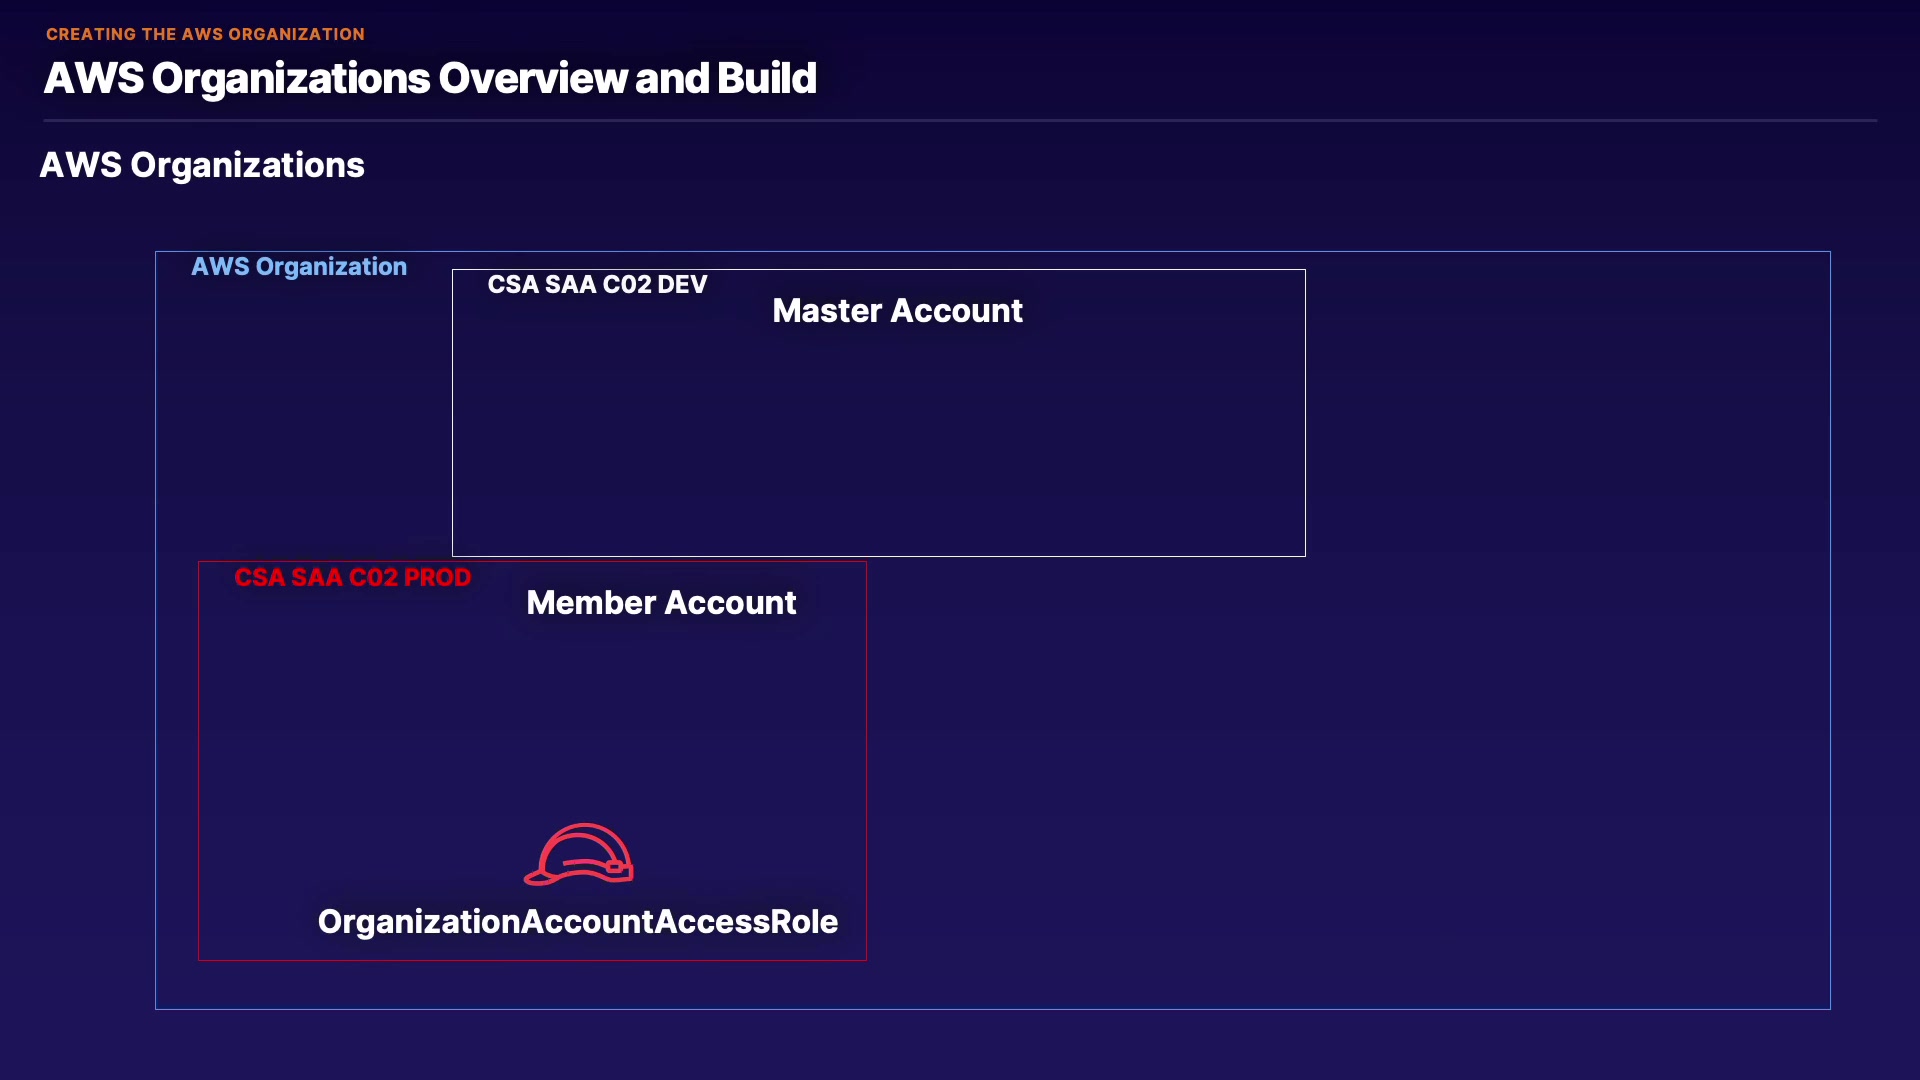 CREATING THE AWS ORGANIZATION
AWS Organizations Overview and Build
AWS Organizations
AWS Organization
CSA SAA C02 DEV
Master Account
CSA SAA C02 PROD
Member Account
OrganizationAccountAccessRole